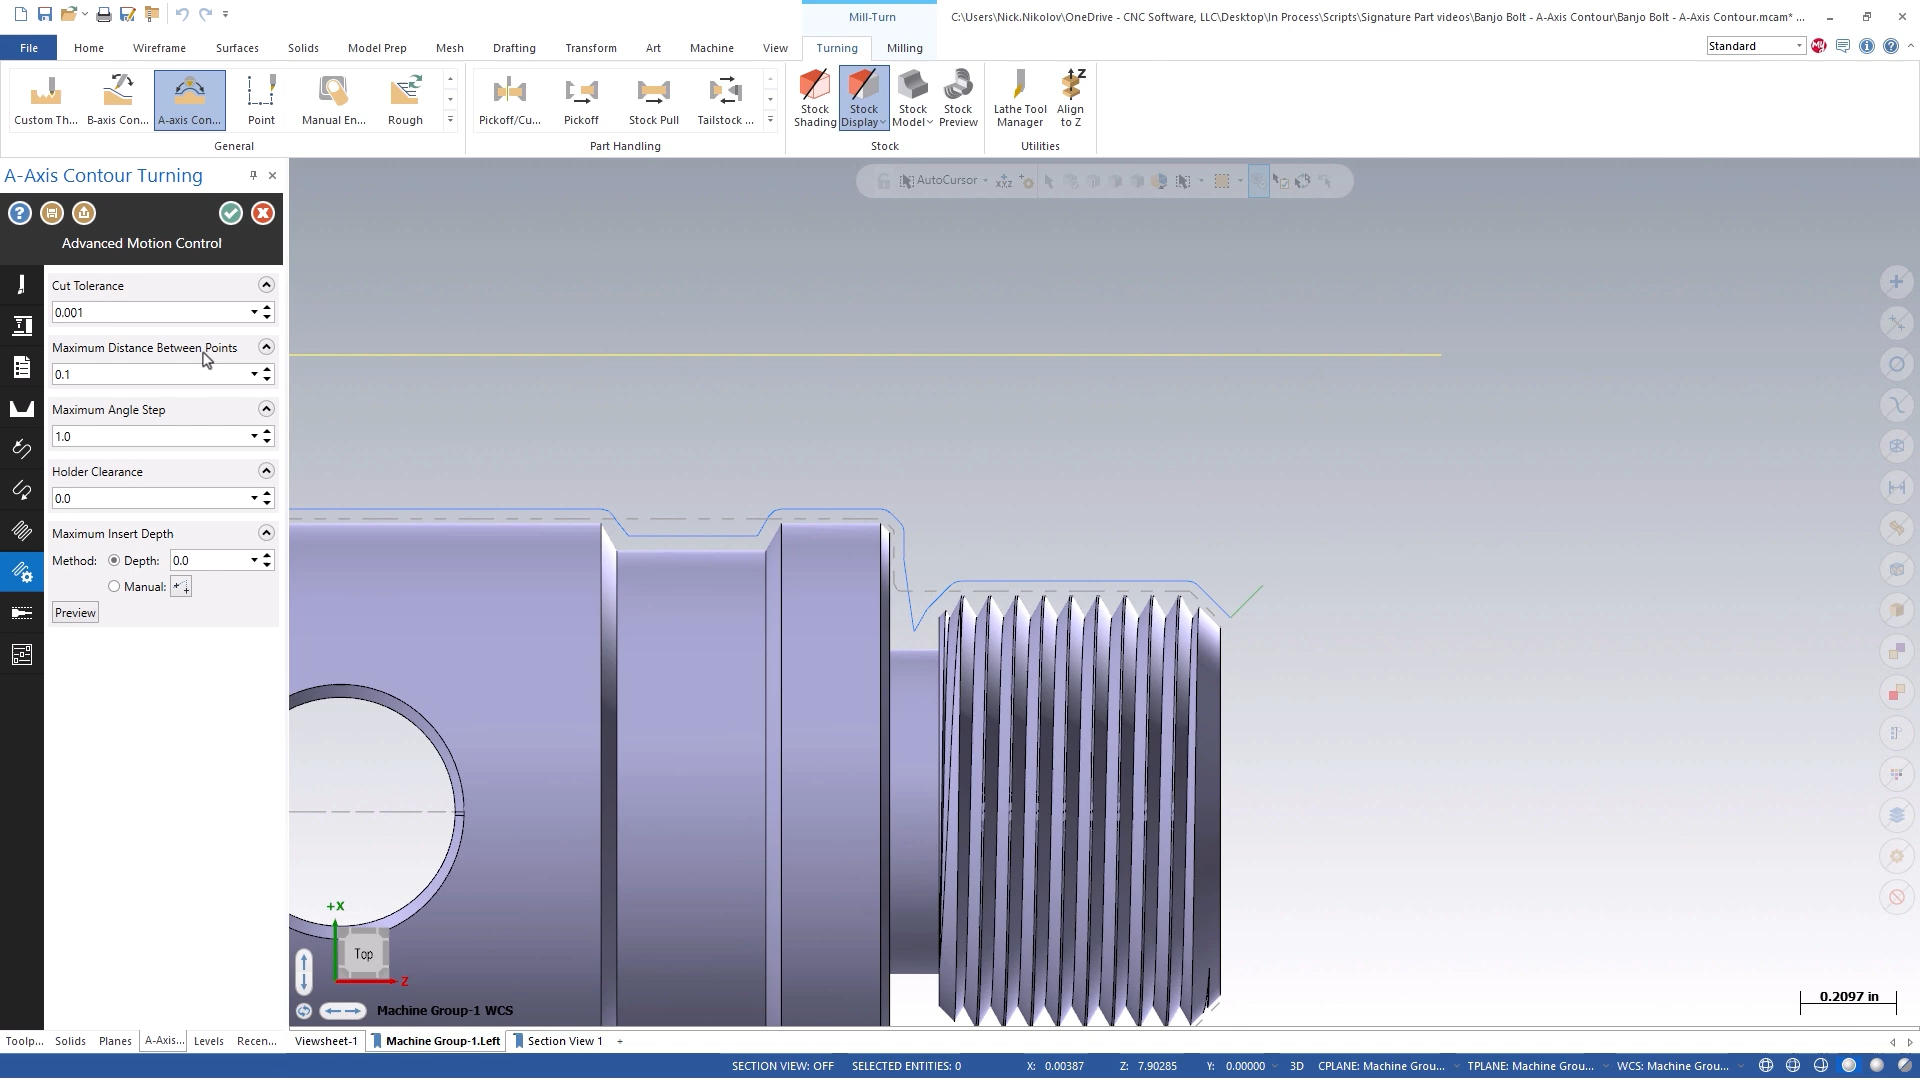 Mill-Turn
C:\Users\Nick.Nikolov\OneDrive - CNC Software, LLC\Desktop\In Process\Scripts\Signature Part videos\Banjo Bolt - A-Axis Contour\Banjo Bolt - A-Axis Contour.mcam* ...
File Home Wireframe Surfaces Solids Model Prep Mesh Drafting Transform Art Machine View Turning Milling
Standard
Custom Th... B-axis Con... A-axis Con... Point Manual En... Rough
Pickoff/Cu... Pickoff Stock Pull Tailstock ...
Stock Shading
Stock Display
Stock Model
Stock Preview
Lathe Tool Manager
Align to Z
General Part Handling Stock Utilities
A-Axis Contour Turning
AutoCursor
Advanced Motion Control
Cut Tolerance
0.001
Maximum Distance Between Points
0.1
Maximum Angle Step
1.0
Holder Clearance
0.0
Maximum Insert Depth
Method: Depth: 0.0
Manual:
Preview
+X
Top
Z
Machine Group-1 WCS
0.2097 in
Toolp... Solids Planes A-Axis... Levels Recen...
Viewsheet-1 Machine Group-1.Left Section View 1 +
SECTION VIEW: OFF SELECTED ENTITIES: 0 X: 0.00387 Z: 7.90285 Y: 0.00000 3D CPLANE: Machine Grou... TPLANE: Machine Grou... WCS: Machine Grou...